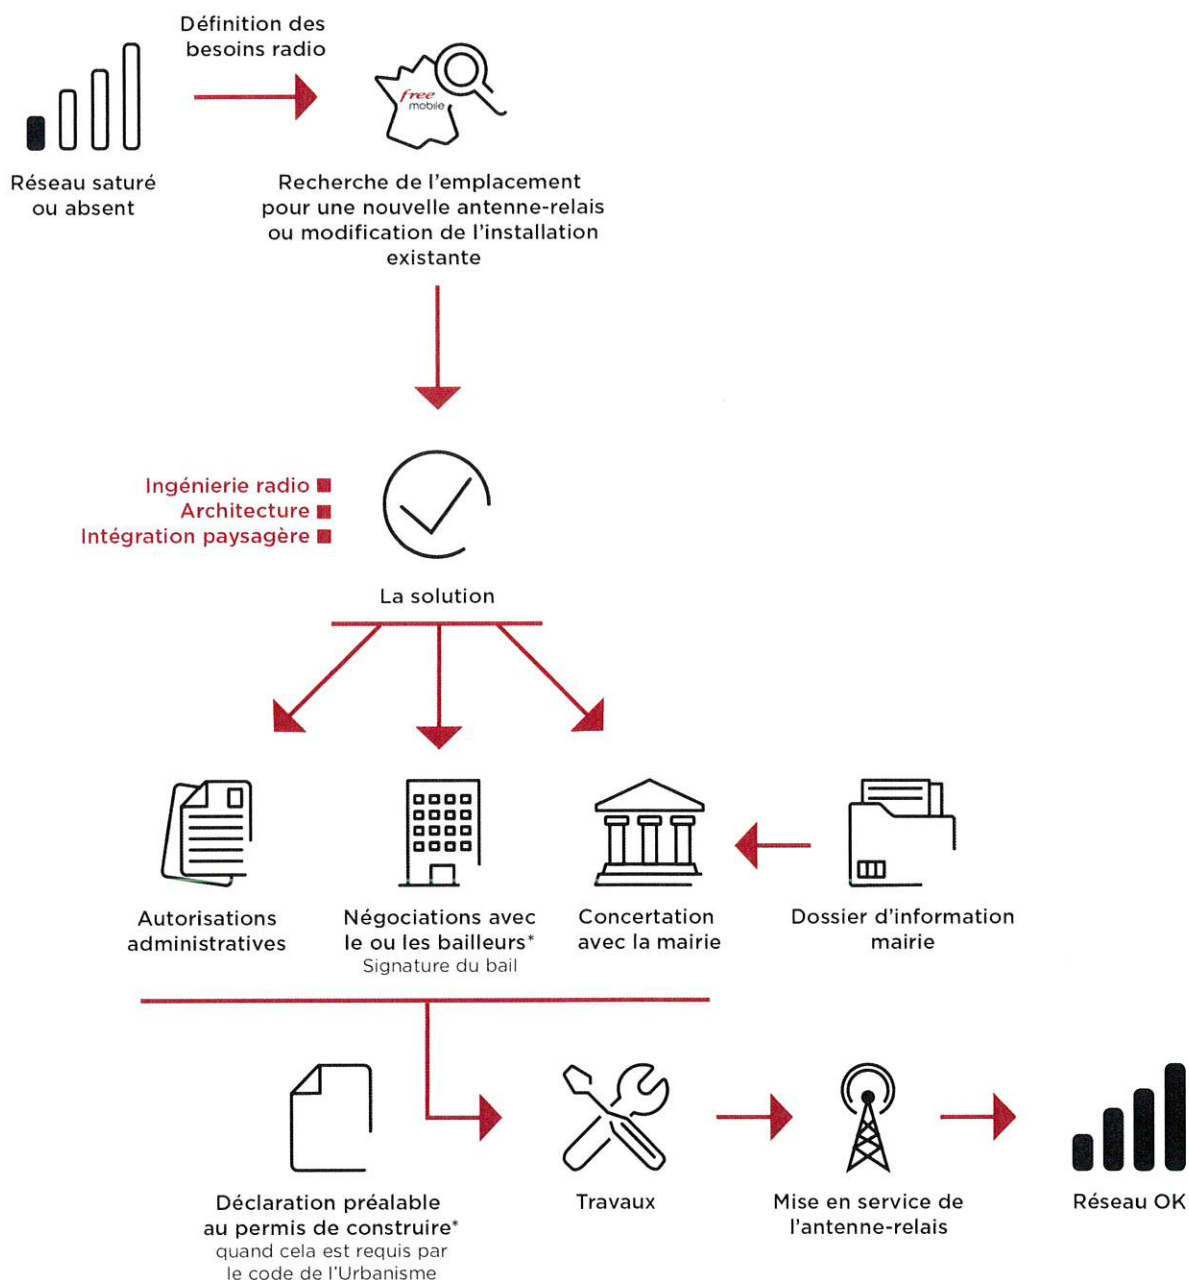 Définition des
besoins radio
free
mobile
Réseau saturé
ou absent
Recherche de l'emplacement
pour une nouvelle antenne-relais
ou modification de l'installation
existante
Ingénierie radio
Architecture
Intégration paysagère
La solution
Autorisations
administratives
Négociations avec
le ou les bailleurs*
Signature du bail
Concertation
avec la mairie
Dossier d'information
mairie
Déclaration préalable
au permis de construire*
quand cela est requis par
le code de l'Urbanisme
Travaux
Mise en service de
l'antenne-relais
Réseau OK